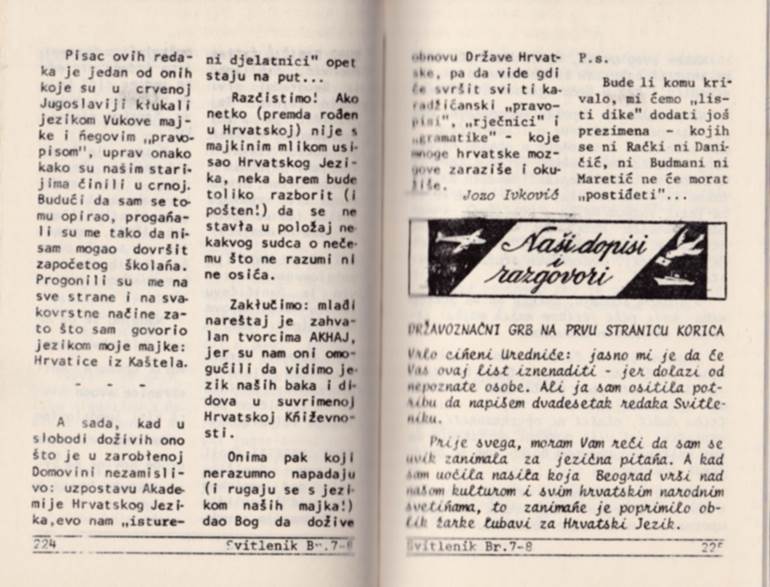 Pisac ovih reda-
ka je jedan od onih
koje su u crvenoj
Jugoslaviji kłukali
jezikom Vukove maj-
ke i ńegovim „pravo-
pisom", uprav onako
kako su našim stari-
jima činili u crnoj.
Budući da sam se to-
mu opirao, progańa-
li su me tako da ni-
sam mogao dovršit
započetog školańa.
Progonili su me na
sve strane i na sva-
kovrstne načine za-
to što sam govorio
jezikom moje majke:
Hrvatice iz Kaštela.
- - -
A sada, kad u
slobodi doživih ono
što je u zarobłenoj
Domovini nezamisli-
vo: uzpostavu Akade-
mije Hrvatskog Jezi-
ka,evo nam „isture-
ni djelatnici" opet
staju na put...
Razčistimo! Ako
netko (premda rođen
u Hrvatskoj) nije s
majkinim mlikom usi-
sao Hrvatskog Jezi-
ka, neka barem bude
toliko razborit (i
pošten!) da se ne
stavła u položaj ne-
kakvog sudca o neče-
mu što ne razumi ni
ne osića.
Zakłučimo: mlađi
nareštaj je zahva-
lan tvorcima AKHAJ,
jer su nam oni omo-
gućili da vidimo je-
zik naših baka i di-
dova u suvrimenoj
Hrvatskoj Kńiževno-
sti.
Onima pak koji
nerazumno napadaju
(i rugaju se s jezi-
kom naših majka!)
dao Bog da dožive
224
Svitlenik Br.7-8
obnovu Države Hrvat-
ske, pa da vide gdi
će svršit svi ti ka-
radžićanski „pravo-
pisi", „rječnici" i
„gramatike" - koje
mnoge hrvatske moz-
gove zaraziše i oku-
žiše.
Jozo Ivković
P.s.
Bude li komu kri-
valo, mi ćemo „lis-
ti dike" dodati još
prezimena - kojih
se ni Rački ni Dani-
čić, ni Budmani ni
Maretić ne će morat
„postiđeti"...
Naši dopisi
i
razgovori
DRŽAVOZNAČNI GRB NA PRVU STRANICU KORICA
Vrlo cińeni Uredniče: jasno mi je da će
Vas ovaj list iznenaditi - jer dolazi od
nepoznate osobe. Ali ja sam ositila pot-
ribu da napišem dvadesetak redaka Svitle-
niku.
Prije svega, moram Vam reći da sam se
uvik zanimala za jezična pitańa. A kad
sam uočila nasiła koja Beograd vrši nad
našom kulturom i svim hrvatskim narodnim
svetińama, to zanimańe je poprimilo ob-
lik žarke łubavi za Hrvatski Jezik.
Svitlenik Br.7-8
225